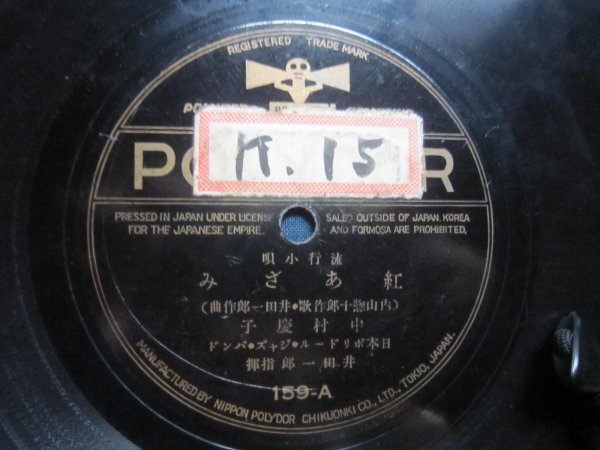 REGISTERED TRADE MARK
K. 15
PRESSED IN JAPAN UNDER LICENSE
FOR THE JAPANESE EMPIRE.
SALES OUTSIDE OF JAPAN, KOREA
AND FORMOSA ARE PROHIBITED.
流行小唄
紅あざみ
(内山惣十郎作歌•井田一郎作曲)
中村慶子
日本ポリドール•ジャズ•バンド
井田一郎指揮
159-A
MANUFACTURED BY NIPPON POLYDOR CHIKUONKI CO., LTD., TOKIO, JAPAN.